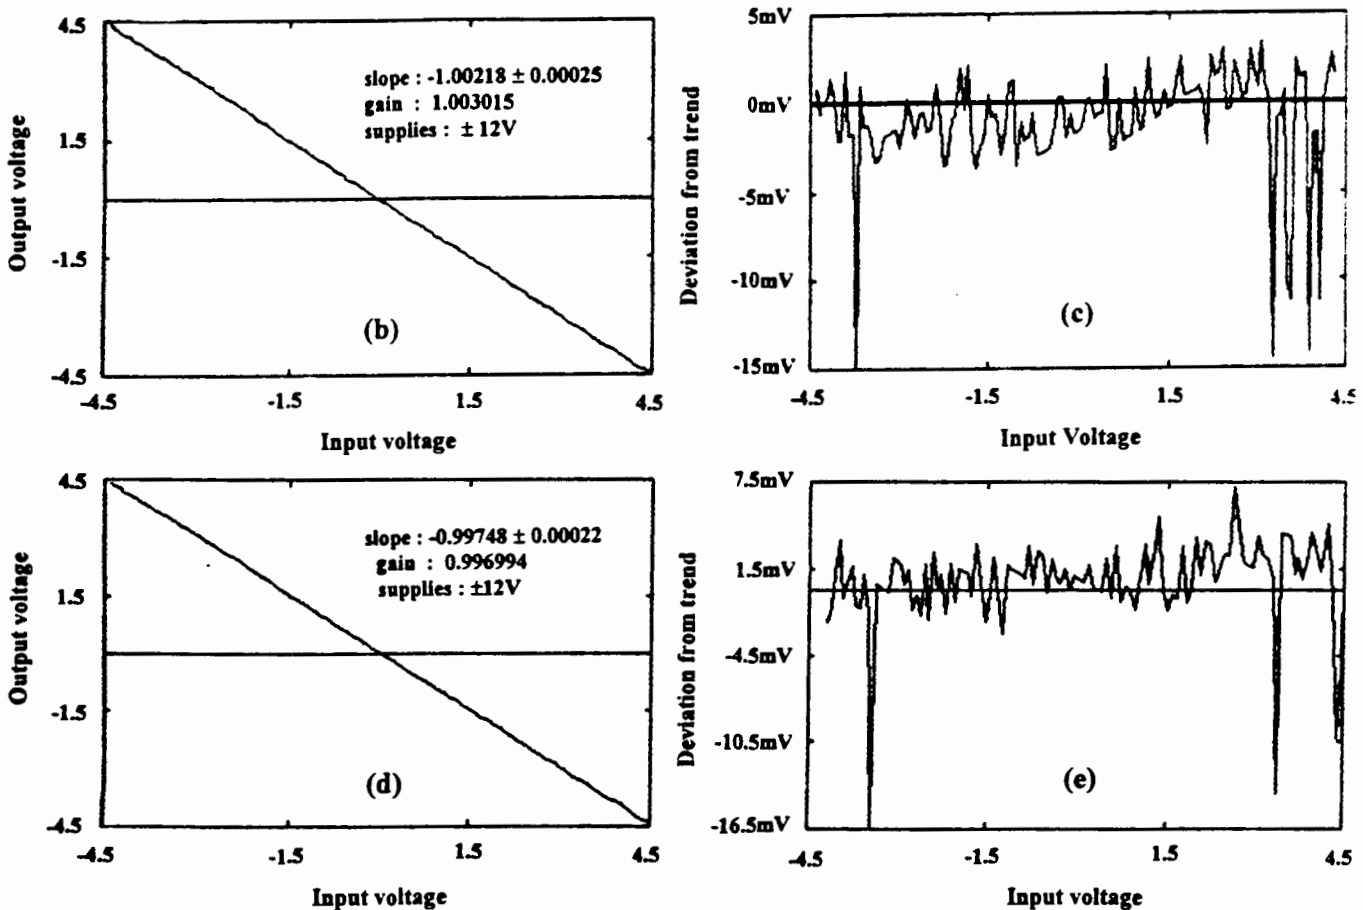 4.5
1.5
-1.5
-4.5
Output voltage
slope : -1.00218 ± 0.00025
gain : 1.003015
supplies : ± 12V
(b)
-4.5
-1.5
1.5
4.5
Input voltage
5mV
0mV
-5mV
-10mV
-15mV
Deviation from trend
(c)
-4.5
-1.5
1.5
4.5
Input Voltage
4.5
1.5
-1.5
-4.5
Output voltage
slope : -0.99748 ± 0.00022
gain : 0.996994
supplies : ±12V
(d)
-4.5
-1.5
1.5
4.5
Input voltage
7.5mV
1.5mV
-4.5mV
-10.5mV
-16.5mV
Deviation from trend
(e)
-4.5
-1.5
1.5
4.5
Input voltage